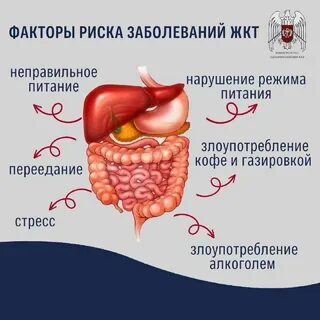 ФАКТОРЫ РИСКА ЗАБОЛЕВАНИЙ ЖКТ
неправильное
питание
нарушение режима
питания
переедание
злоупотребление
кофе и газировкой
стресс
злоупотребление
алкоголем